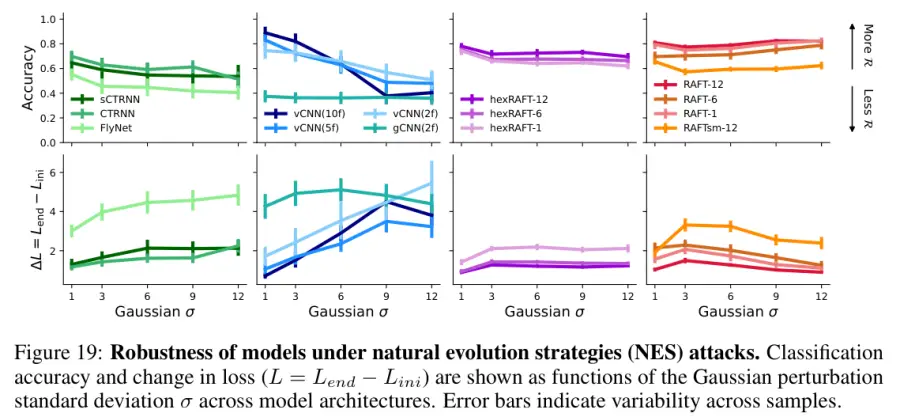 1.0
0.8
0.6
0.4
0.2
0.0
Accuracy
sCTRNN
CTRNN
FlyNet
vCNN(10f)
vCNN(5f)
vCNN(2f)
gCNN(2f)
hexRAFT-12
hexRAFT-6
hexRAFT-1
RAFT-12
RAFT-6
RAFT-1
RAFTsm-12
More R
Less R
6
4
2
ΔL = L_end − L_ini
1 3 6 9 12
Gaussian σ
1 3 6 9 12
Gaussian σ
1 3 6 9 12
Gaussian σ
1 3 6 9 12
Gaussian σ
Figure 19: Robustness of models under natural evolution strategies (NES) attacks. Classification
accuracy and change in loss (L = L_end − L_ini) are shown as functions of the Gaussian perturbation
standard deviation σ across model architectures. Error bars indicate variability across samples.